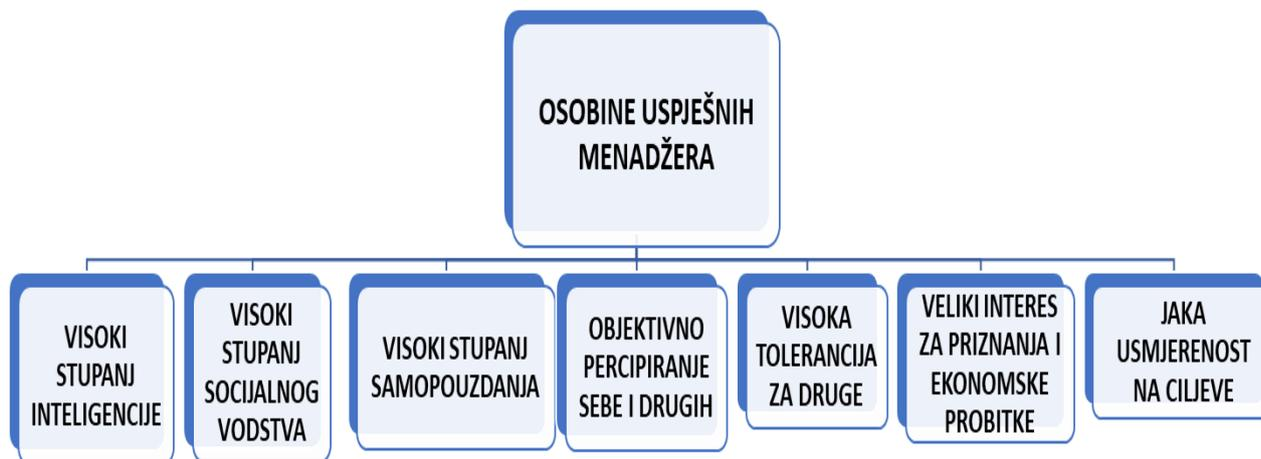 OSOBINE USPJEŠNIH
MENADŽERA
VISOKI
STUPANJ
INTELIGENCIJE
VISOKI
STUPANJ
SOCIJALNOG
VODSTVA
VISOKI STUPANJ
SAMOPOUZDANJA
OBJEKTIVNO
PERCIPIRANJE
SEBE I DRUGIH
VISOKA
TOLERANCIJA
ZA DRUGE
VELIKI INTERES
ZA PRIZNANJA I
EKONOMSKE
PROBITKE
JAKA
USMJERENOST
NA CILJEVE